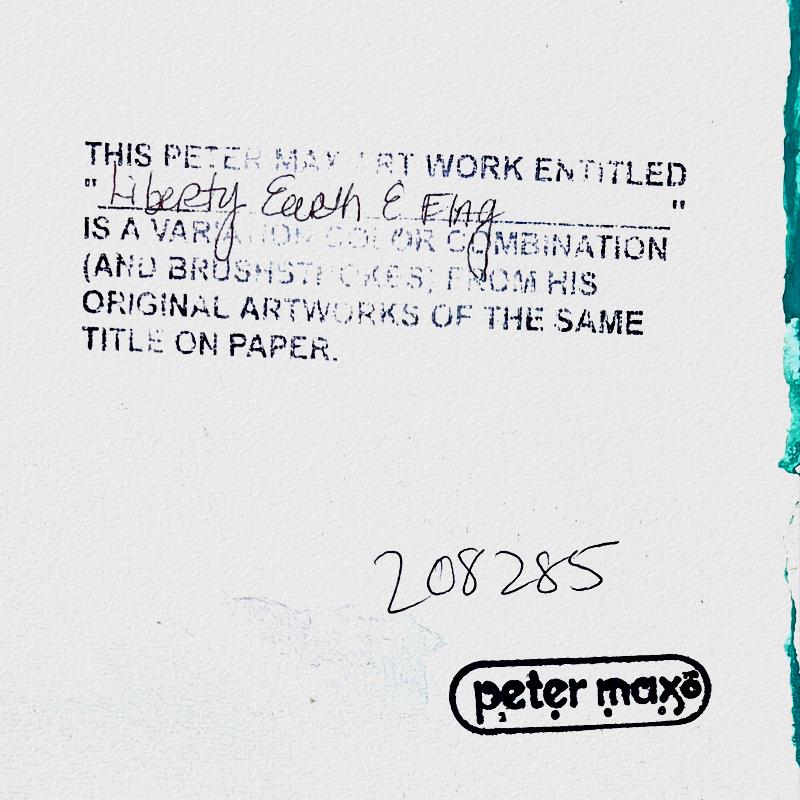 THIS PETER MAX ART WORK ENTITLED
" Liberty Earth & Flag "
IS A VARIATION COLOR COMBINATION
(AND BRUSHSTROKES) FROM HIS
ORIGINAL ARTWORKS OF THE SAME
TITLE ON PAPER.
208285
peter max